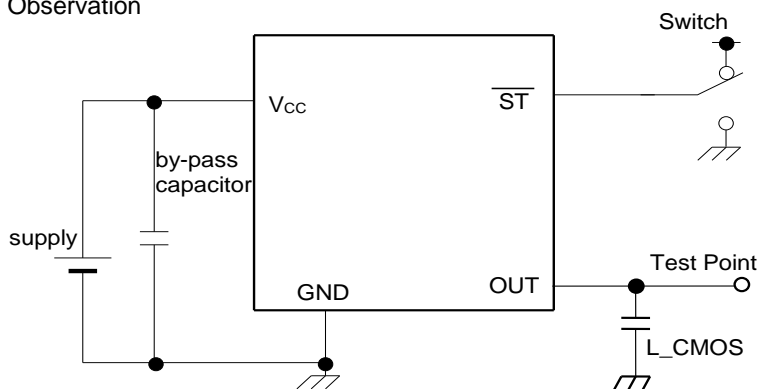 Observation
Switch
Vcc
ST
by-pass
capacitor
supply
Test Point
GND
OUT
L_CMOS